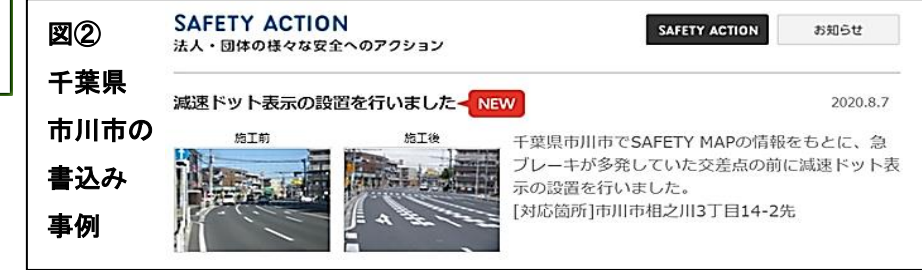 図②
千葉県
市川市の
書込み
事例
SAFETY ACTION
法人・団体の様々な安全へのアクション
SAFETY ACTION
お知らせ
減速ドット表示の設置を行いました
NEW
2020.8.7
施工前
施工後
千葉県市川市でSAFETY MAPの情報をもとに、急
ブレーキが多発していた交差点の前に減速ドット表
示の設置を行いました。
[対応箇所]市川市相之川3丁目14-2先